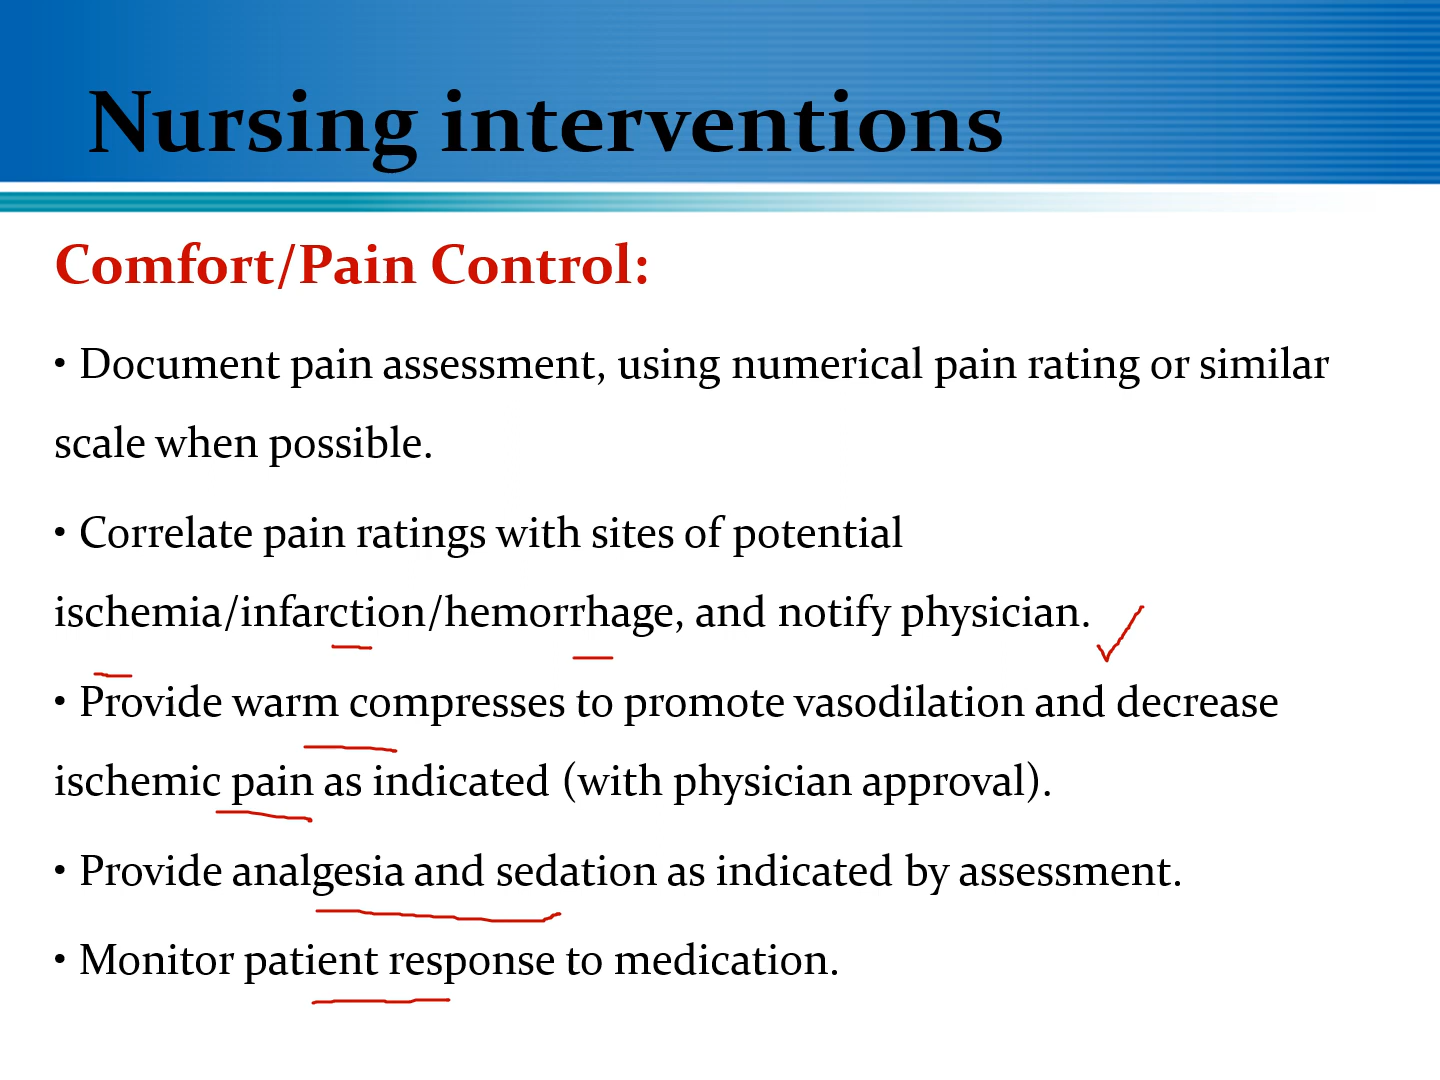 Nursing interventions
Comfort/Pain Control:
• Document pain assessment, using numerical pain rating or similar
scale when possible.
• Correlate pain ratings with sites of potential
ischemia/infarction/hemorrhage, and notify physician.
• Provide warm compresses to promote vasodilation and decrease
ischemic pain as indicated (with physician approval).
• Provide analgesia and sedation as indicated by assessment.
• Monitor patient response to medication.